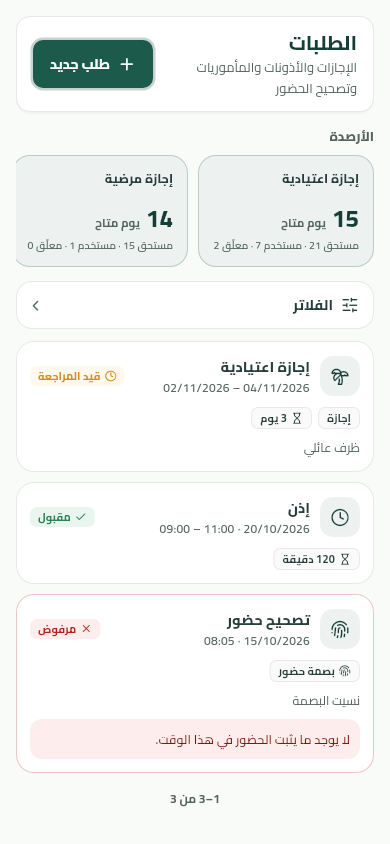 الطلبات
الإجازات والأذونات والمأموريات
وتصحيح الحضور
طلب جديد
الأرصدة
إجازة اعتيادية
15 يوم متاح
مستحق 21 · مستخدم 7 · معلّق 2
إجازة مرضية
14 يوم متاح
مستحق 15 · مستخدم 1 · معلّق 0
الفلاتر
إجازة اعتيادية
قيد المراجعة
02/11/2026 – 04/11/2026
إجازة
3 يوم
ظرف عائلي
إذن
مقبول
20/10/2026 · 09:00 – 11:00
120 دقيقة
تصحيح حضور
مرفوض
15/10/2026 · 08:05
بصمة حضور
نسيت البصمة
لا يوجد ما يثبت الحضور في هذا الوقت.
1–3 من 3